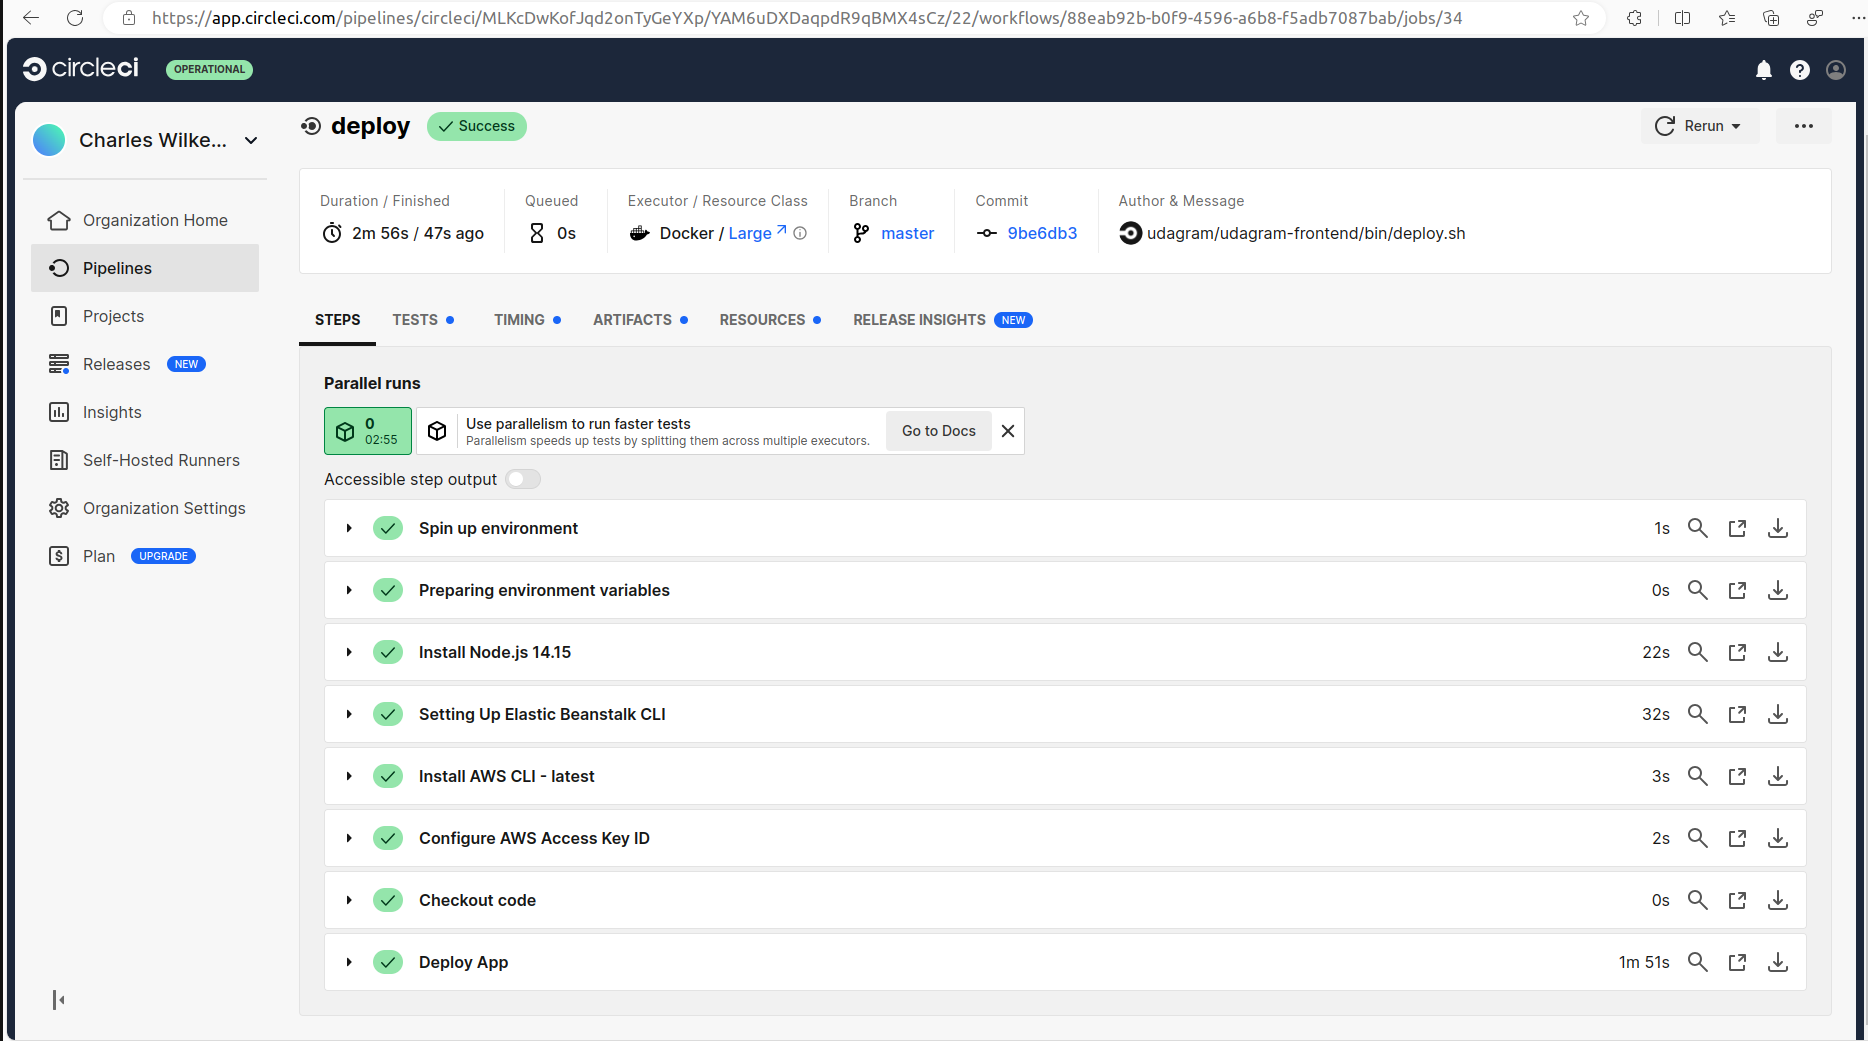 https://app.circleci.com/pipelines/circleci/MLKcDwKofJqd2onTyGeYXp/YAM6uDXDaqpdR9qBMX4sCz/22/workflows/88eab92b-b0f9-4596-a6b8-f5adb7087bab/jobs/34
circleci OPERATIONAL
Charles Wilke...
Organization Home
Pipelines
Projects
Releases NEW
Insights
Self-Hosted Runners
Organization Settings
Plan UPGRADE
deploy Success
Rerun
Duration / Finished
2m 56s / 47s ago
Queued
0s
Executor / Resource Class
Docker / Large
Branch
master
Commit
9be6db3
Author & Message
udagram/udagram-frontend/bin/deploy.sh
STEPS TESTS TIMING ARTIFACTS RESOURCES RELEASE INSIGHTS NEW
Parallel runs
0
02:55
Use parallelism to run faster tests
Parallelism speeds up tests by splitting them across multiple executors.
Go to Docs
Accessible step output
Spin up environment 1s
Preparing environment variables 0s
Install Node.js 14.15 22s
Setting Up Elastic Beanstalk CLI 32s
Install AWS CLI - latest 3s
Configure AWS Access Key ID 2s
Checkout code 0s
Deploy App 1m 51s